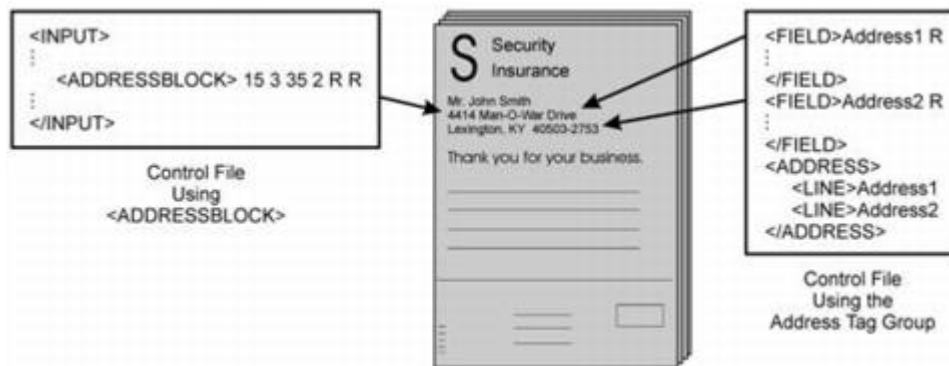 <INPUT>
<ADDRESSBLOCK> 15 3 35 2 R R
</INPUT>
Control File
Using
<ADDRESSBLOCK>
S Security
Insurance
Mr. John Smith
4414 Man-O-War Drive
Lexington, KY 40503-2753
Thank you for your business.
<FIELD>Address1 R
</FIELD>
<FIELD>Address2 R
</FIELD>
<ADDRESS>
<LINE>Address1
<LINE>Address2
</ADDRESS>
Control File
Using the
Address Tag Group